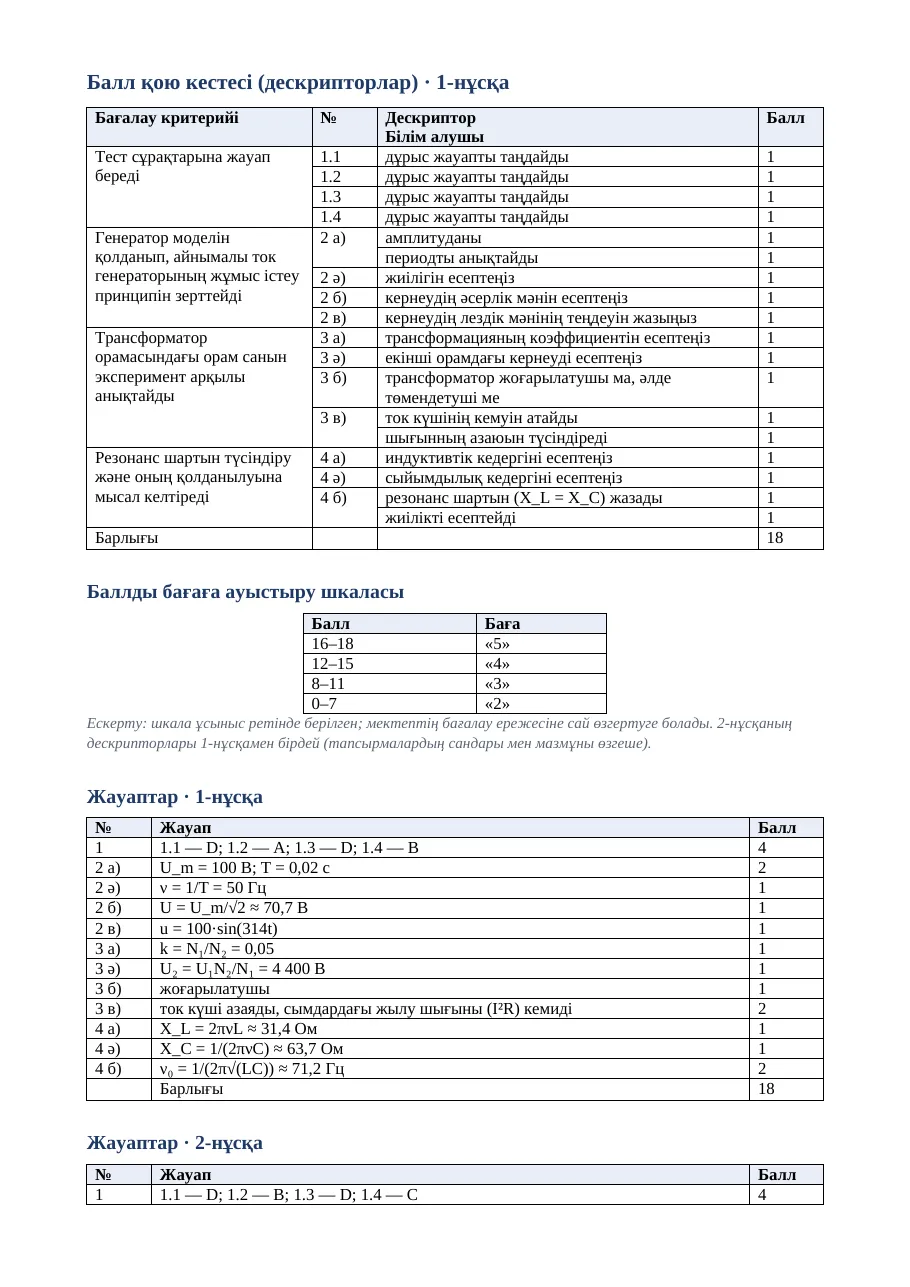 Балл қою кестесі (дескрипторлар) · 1-нұсқа
Бағалау критерийі № Дескриптор Балл
Білім алушы
Тест сұрақтарына жауап 1.1 дұрыс жауапты таңдайды 1
береді 1.2 дұрыс жауапты таңдайды 1
1.3 дұрыс жауапты таңдайды 1
1.4 дұрыс жауапты таңдайды 1
Генератор моделін 2 а) амплитуданы 1
қолданып, айнымалы ток периодты анықтайды 1
генераторының жұмыс істеу 2 ә) жиілігін есептеңіз 1
принципін зерттейді 2 б) кернеудің әсерлік мәнін есептеңіз 1
2 в) кернеудің лездік мәнінің теңдеуін жазыңыз 1
Трансформатор 3 а) трансформацияның коэффициентін есептеңіз 1
орамасындағы орам санын 3 ә) екінші орамдағы кернеуді есептеңіз 1
эксперимент арқылы 3 б) трансформатор жоғарылатушы ма, әлде 1
анықтайды төмендетуші ме
3 в) ток күшінің кемуін атайды 1
шығынның азаюын түсіндіреді 1
Резонанс шартын түсіндіру 4 а) индуктивтік кедергіні есептеңіз 1
және оның қолданылуына 4 ә) сыйымдылық кедергіні есептеңіз 1
мысал келтіреді 4 б) резонанс шартын (X_L = X_C) жазады 1
жиілікті есептейді 1
Барлығы 18
Баллды бағаға ауыстыру шкаласы
Балл Баға
16–18 «5»
12–15 «4»
8–11 «3»
0–7 «2»
Ескерту: шкала ұсыныс ретінде берілген; мектептің бағалау ережесіне сай өзгертуге болады. 2-нұсқаның
дескрипторлары 1-нұсқамен бірдей (тапсырмалардың сандары мен мазмұны өзгеше).
Жауаптар · 1-нұсқа
№ Жауап Балл
1 1.1 — D; 1.2 — A; 1.3 — D; 1.4 — B 4
2 а) U_m = 100 В; T = 0,02 с 2
2 ә) ν = 1/T = 50 Гц 1
2 б) U = U_m/√2 ≈ 70,7 В 1
2 в) u = 100·sin(314t) 1
3 а) k = N₁/N₂ = 0,05 1
3 ә) U₂ = U₁N₂/N₁ = 4 400 В 1
3 б) жоғарылатушы 1
3 в) ток күші азаяды, сымдардағы жылу шығыны (I²R) кемиді 2
4 а) X_L = 2πνL ≈ 31,4 Ом 1
4 ә) X_C = 1/(2πνC) ≈ 63,7 Ом 1
4 б) ν₀ = 1/(2π√(LC)) ≈ 71,2 Гц 2
Барлығы 18
Жауаптар · 2-нұсқа
№ Жауап Балл
1 1.1 — D; 1.2 — B; 1.3 — D; 1.4 — C 4